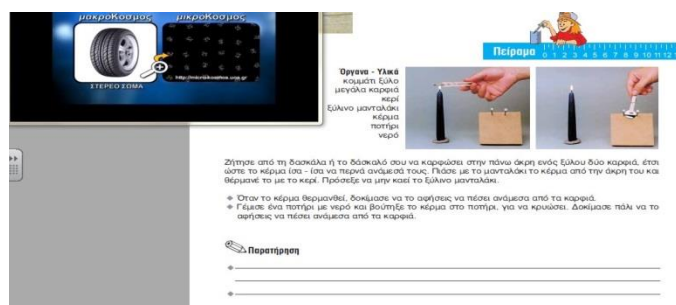 μακροΚοσμος μικροΚοσμος
http://microkosmos.uoa.gr
ΣΤΕΡΕΟ ΣΩΜΑ
Πείραμα
0 1 2 3 4 5 6 7 8 9 10 11 12
Όργανα - Υλικά
κομμάτι ξύλο
μεγάλα καρφιά
κερί
ξύλινο μανταλάκι
κέρμα
ποτήρι
νερό
Ζήτησε από τη δασκάλα ή το δάσκαλό σου να καρφώσει στην πάνω άκρη ενός ξύλου δύο καρφιά, έτσι
ώστε το κέρμα ίσα - ίσα να περνά ανάμεσά τους. Πιάσε με το μανταλάκι το κέρμα από την άκρη του και
θέρμανέ το με το κερί. Πρόσεξε να μην καεί το ξύλινο μανταλάκι.
Όταν το κέρμα θερμανθεί, δοκίμασε να το αφήσεις να πέσει ανάμεσα από τα καρφιά.
Γέμισε ένα ποτήρι με νερό και βούτηξε το κέρμα στο ποτήρι, για να κρυώσει. Δοκίμασε πάλι να το
αφήσεις να πέσει ανάμεσα από τα καρφιά.
Παρατήρηση